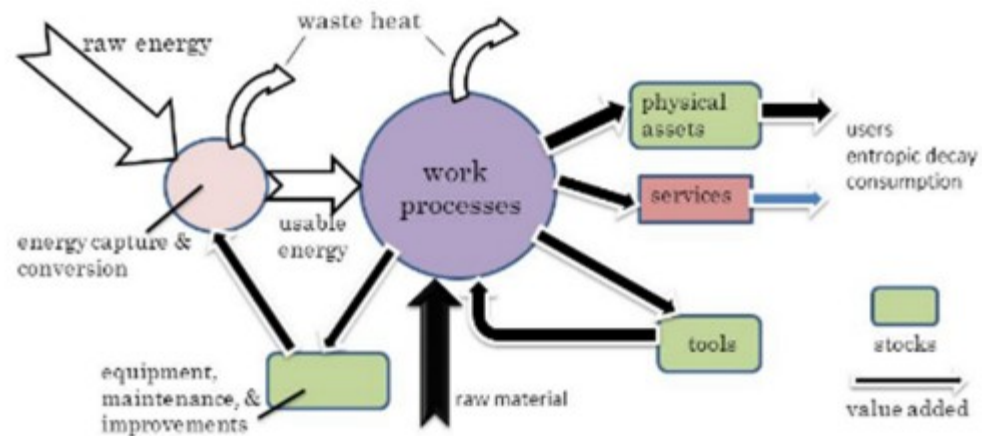 raw energy
waste heat
physical
assets
users
entropic decay
consumption
work
processes
services
usable
energy
energy capture &
conversion
tools
stocks
value added
equipment,
maintenance, &
improvements
raw material